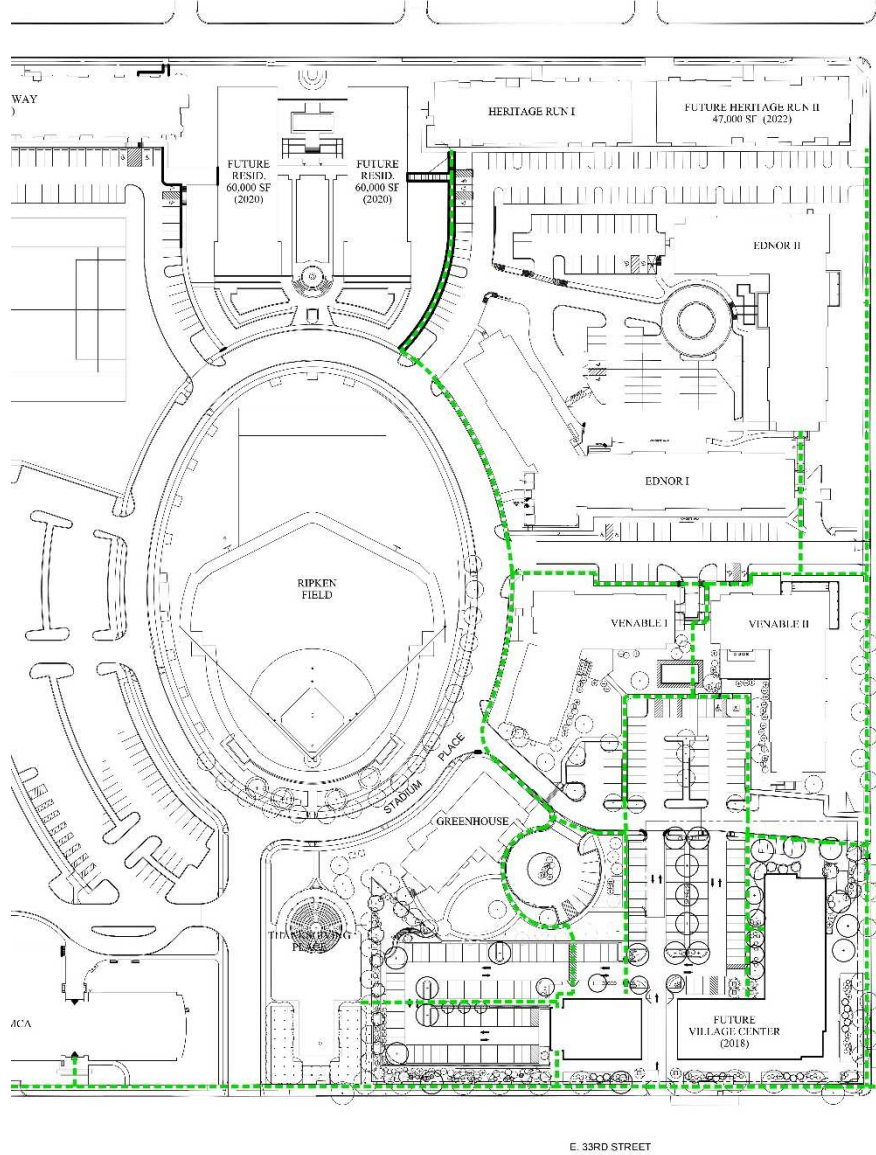 WAY
)
HERITAGE RUN I
FUTURE HERITAGE RUN II
47,000 SF (2022)
FUTURE
RESID.
60,000 SF
(2020)
FUTURE
RESID.
60,000 SF
(2020)
EDNOR II
EDNOR I
RIPKEN
FIELD
VENABLE I
VENABLE II
STADIUM PLACE
GREENHOUSE
THANKSGIVING
PLACE
MCA
FUTURE
VILLAGE CENTER
(2018)
E. 33RD STREET